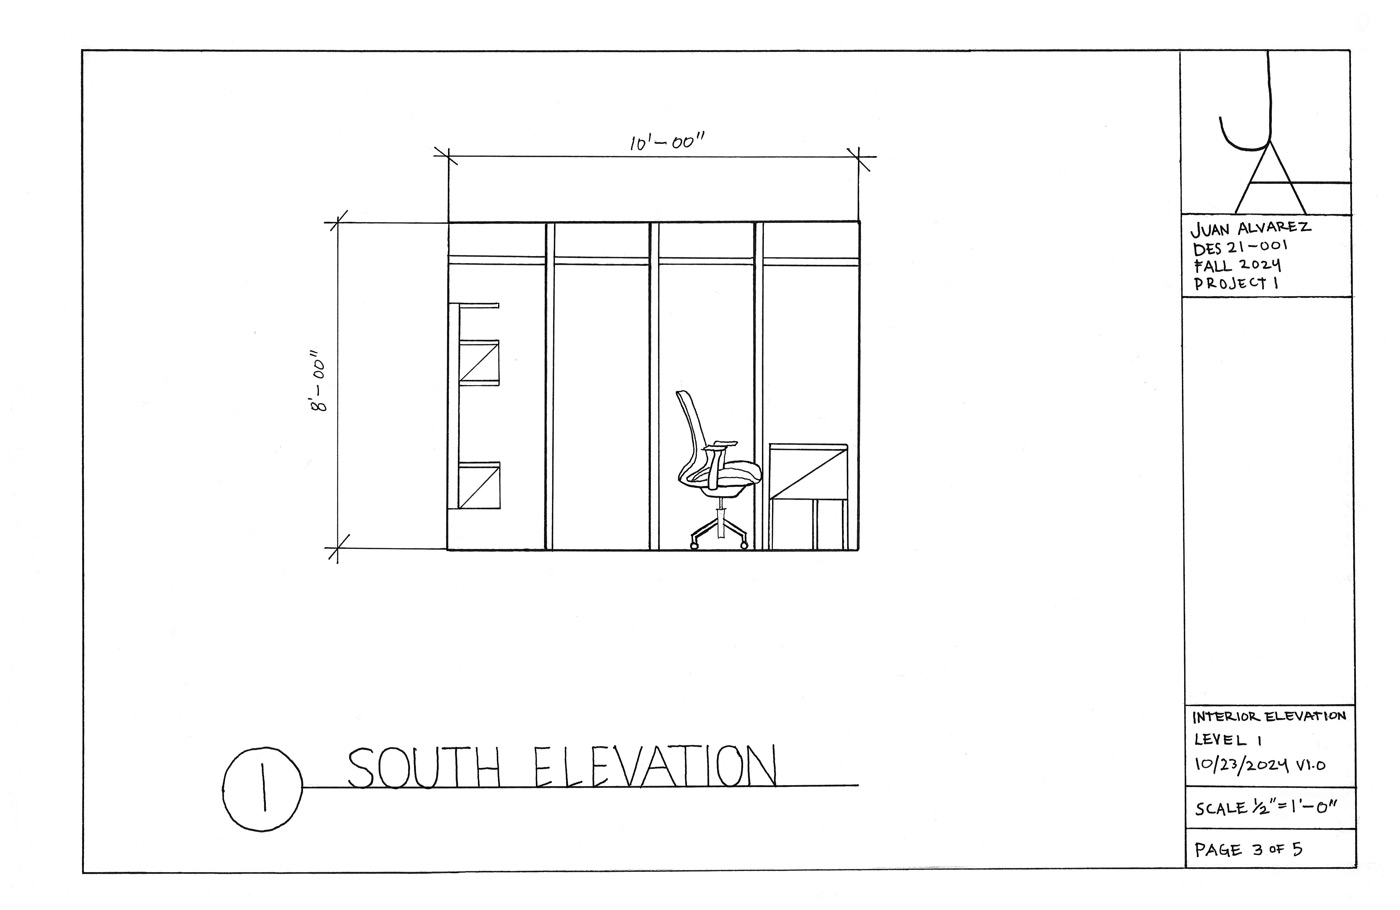 10'-00"
8'-00"
1 SOUTH ELEVATION
JA
JUAN ALVAREZ
DES 21-001
FALL 2024
PROJECT 1
INTERIOR ELEVATION
LEVEL 1
10/23/2024 V1.0
SCALE ½"=1'-0"
PAGE 3 OF 5